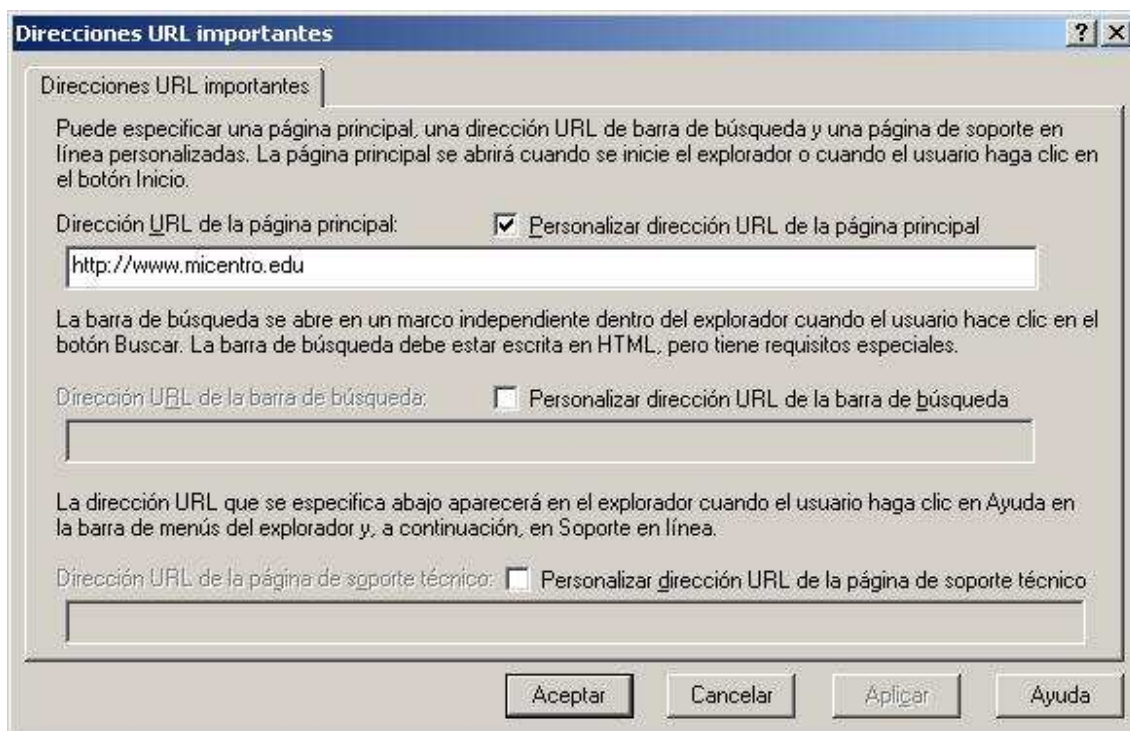 Direcciones URL importantes
Direcciones URL importantes
Puede especificar una página principal, una dirección URL de barra de búsqueda y una página de soporte en
línea personalizadas. La página principal se abrirá cuando se inicie el explorador o cuando el usuario haga clic en
el botón Inicio.
Dirección URL de la página principal: Personalizar dirección URL de la página principal
http://www.micentro.edu
La barra de búsqueda se abre en un marco independiente dentro del explorador cuando el usuario hace clic en el
botón Buscar. La barra de búsqueda debe estar escrita en HTML, pero tiene requisitos especiales.
Dirección URL de la barra de búsqueda: Personalizar dirección URL de la barra de búsqueda
La dirección URL que se especifica abajo aparecerá en el explorador cuando el usuario haga clic en Ayuda en
la barra de menús del explorador y, a continuación, en Soporte en línea.
Dirección URL de la página de soporte técnico: Personalizar dirección URL de la página de soporte técnico
Aceptar Cancelar Aplicar Ayuda